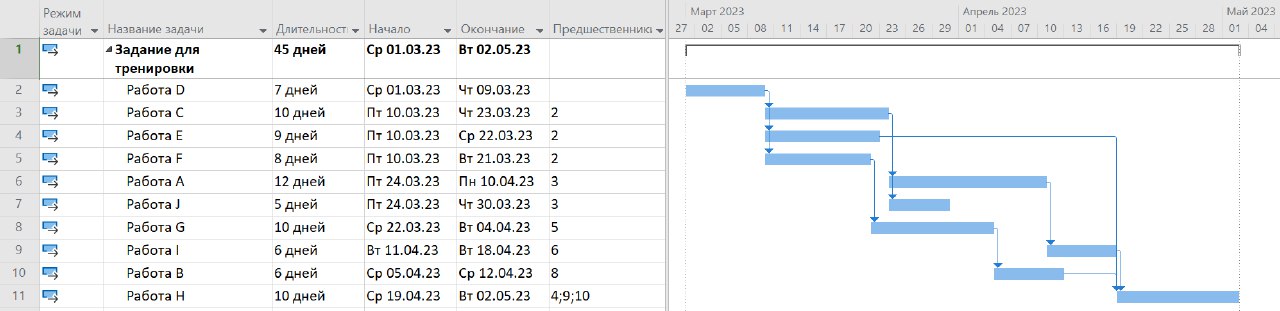 Режим задачи Название задачи Длительность Начало Окончание Предшественники
1 Задание для тренировки 45 дней Ср 01.03.23 Вт 02.05.23
2 Работа D 7 дней Ср 01.03.23 Чт 09.03.23
3 Работа C 10 дней Пт 10.03.23 Чт 23.03.23 2
4 Работа E 9 дней Пт 10.03.23 Ср 22.03.23 2
5 Работа F 8 дней Пт 10.03.23 Вт 21.03.23 2
6 Работа A 12 дней Пт 24.03.23 Пн 10.04.23 3
7 Работа J 5 дней Пт 24.03.23 Чт 30.03.23 3
8 Работа G 10 дней Ср 22.03.23 Вт 04.04.23 5
9 Работа I 6 дней Вт 11.04.23 Вт 18.04.23 6
10 Работа B 6 дней Ср 05.04.23 Ср 12.04.23 8
11 Работа H 10 дней Ср 19.04.23 Вт 02.05.23 4;9;10
Март 2023 Апрель 2023 Май 2023
27 02 05 08 11 14 17 20 23 26 29 01 04 07 10 13 16 19 22 25 28 01 04